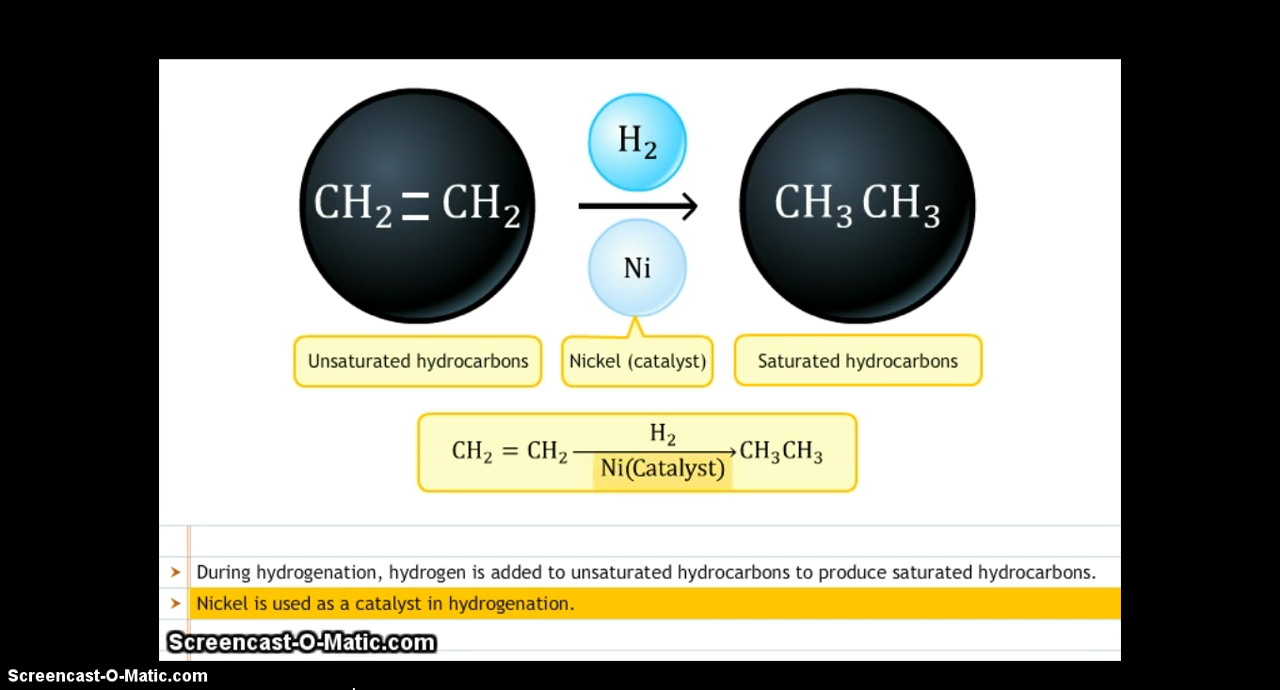 CH₂ = CH₂
H₂
Ni
CH₃ CH₃
Unsaturated hydrocarbons
Nickel (catalyst)
Saturated hydrocarbons
H₂
CH₂ = CH₂ → CH₃CH₃
Ni(Catalyst)
➤ During hydrogenation, hydrogen is added to unsaturated hydrocarbons to produce saturated hydrocarbons.
➤ Nickel is used as a catalyst in hydrogenation.
Screencast-O-Matic.com
Screencast-O-Matic.com